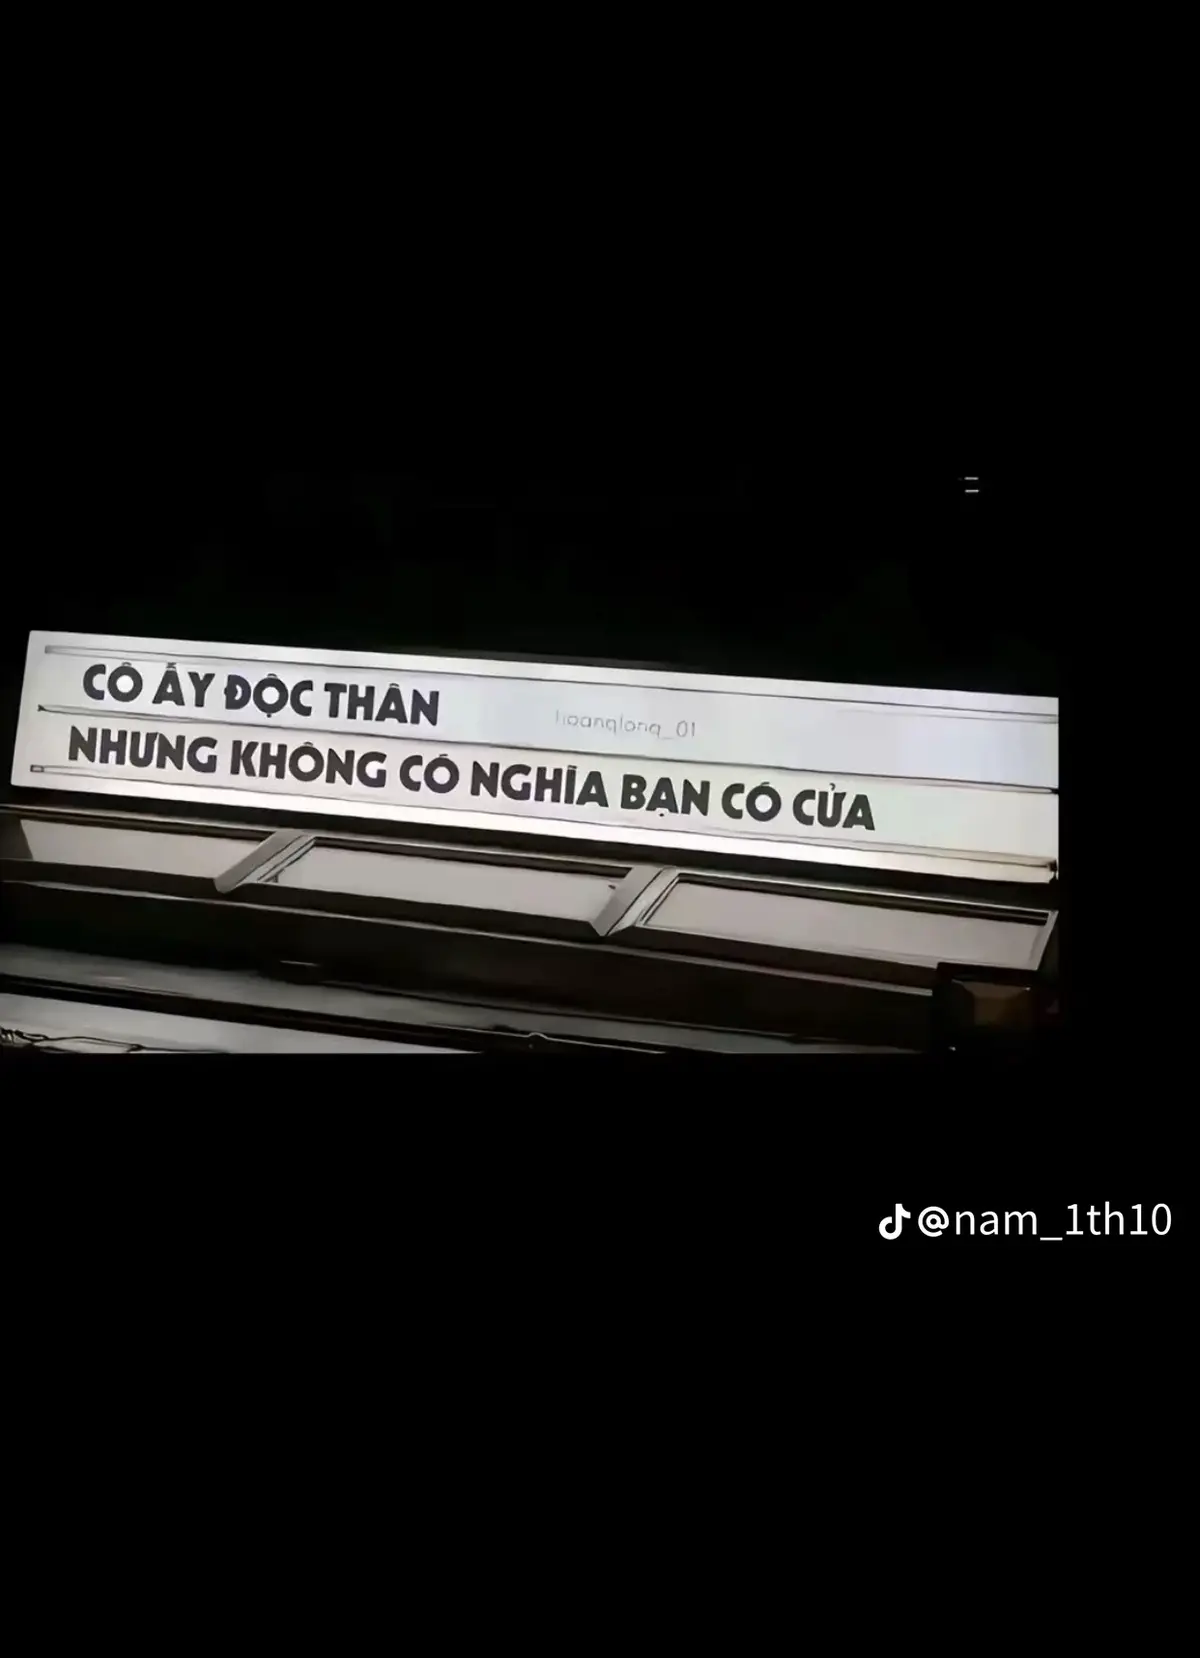 CÔ ẤY ĐỘC THÂN
hoanglong_01
NHƯNG KHÔNG CÓ NGHĨA BẠN CÓ CỬA
@nam_1th10